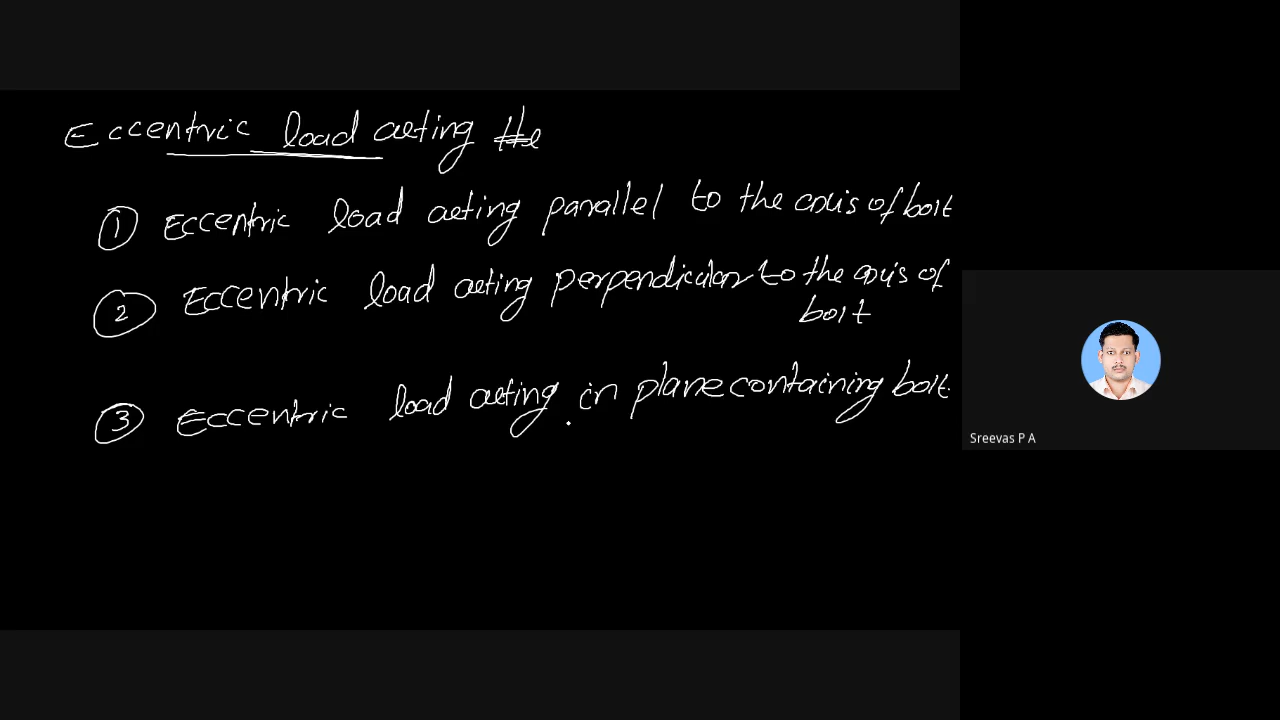 Eccentric load acting the
1 Eccentric load acting parallel to the axis of bolt
2 Eccentric load acting perpendicular to the axis of
bolt
3 Eccentric load acting in plane containing bolt.
Sreevas P A